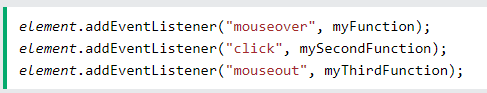 element.addEventListener("mouseover", myFunction);
element.addEventListener("click", mySecondFunction);
element.addEventListener("mouseout", myThirdFunction);